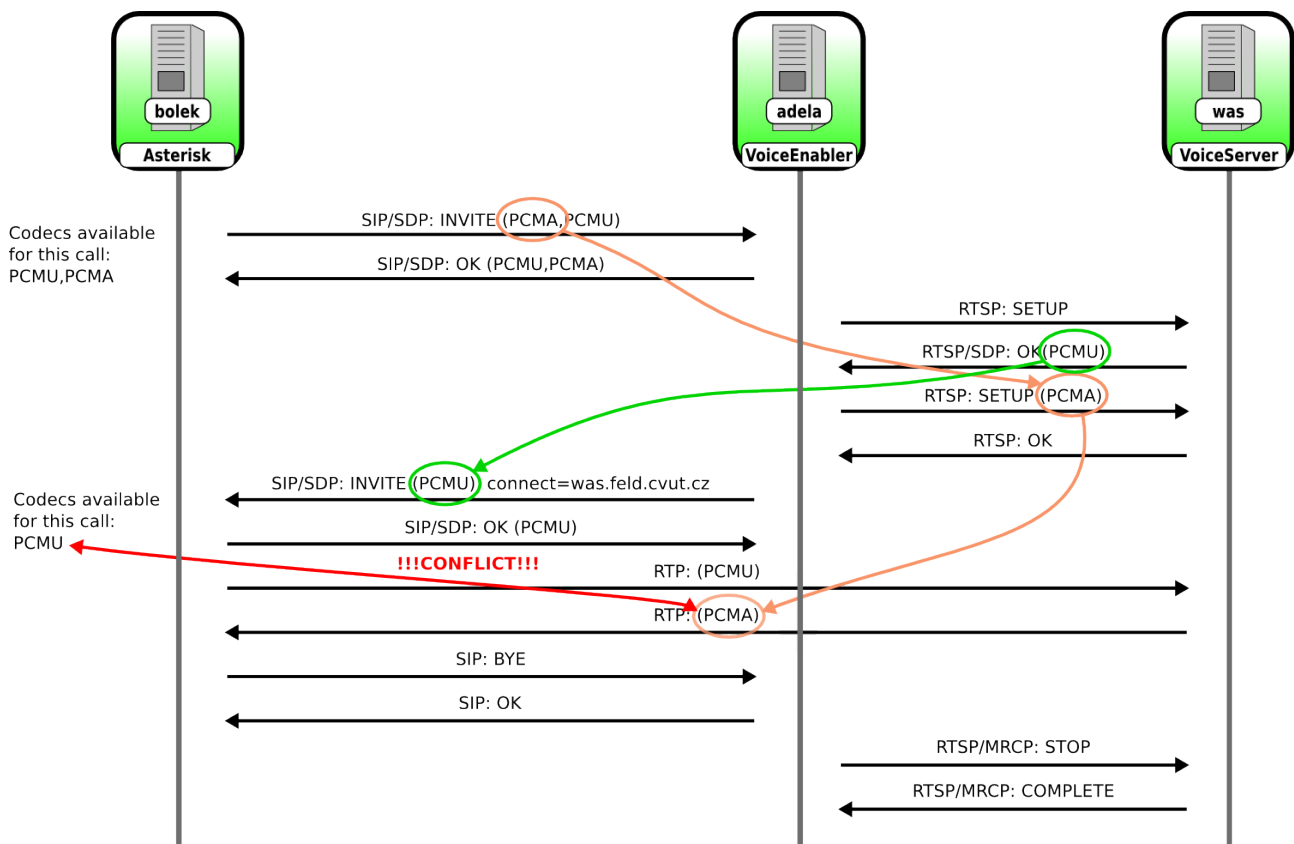 bolek
Asterisk
adela
VoiceEnabler
was
VoiceServer
SIP/SDP: INVITE (PCMA,PCMU)
Codecs available
for this call:
PCMU,PCMA
SIP/SDP: OK (PCMU,PCMA)
RTSP: SETUP
RTSP/SDP: OK(PCMU)
RTSP: SETUP (PCMA)
RTSP: OK
SIP/SDP: INVITE (PCMU) connect=was.feld.cvut.cz
Codecs available
for this call:
PCMU
SIP/SDP: OK (PCMU)
!!!CONFLICT!!!
RTP: (PCMU)
RTP: (PCMA)
SIP: BYE
SIP: OK
RTSP/MRCP: STOP
RTSP/MRCP: COMPLETE